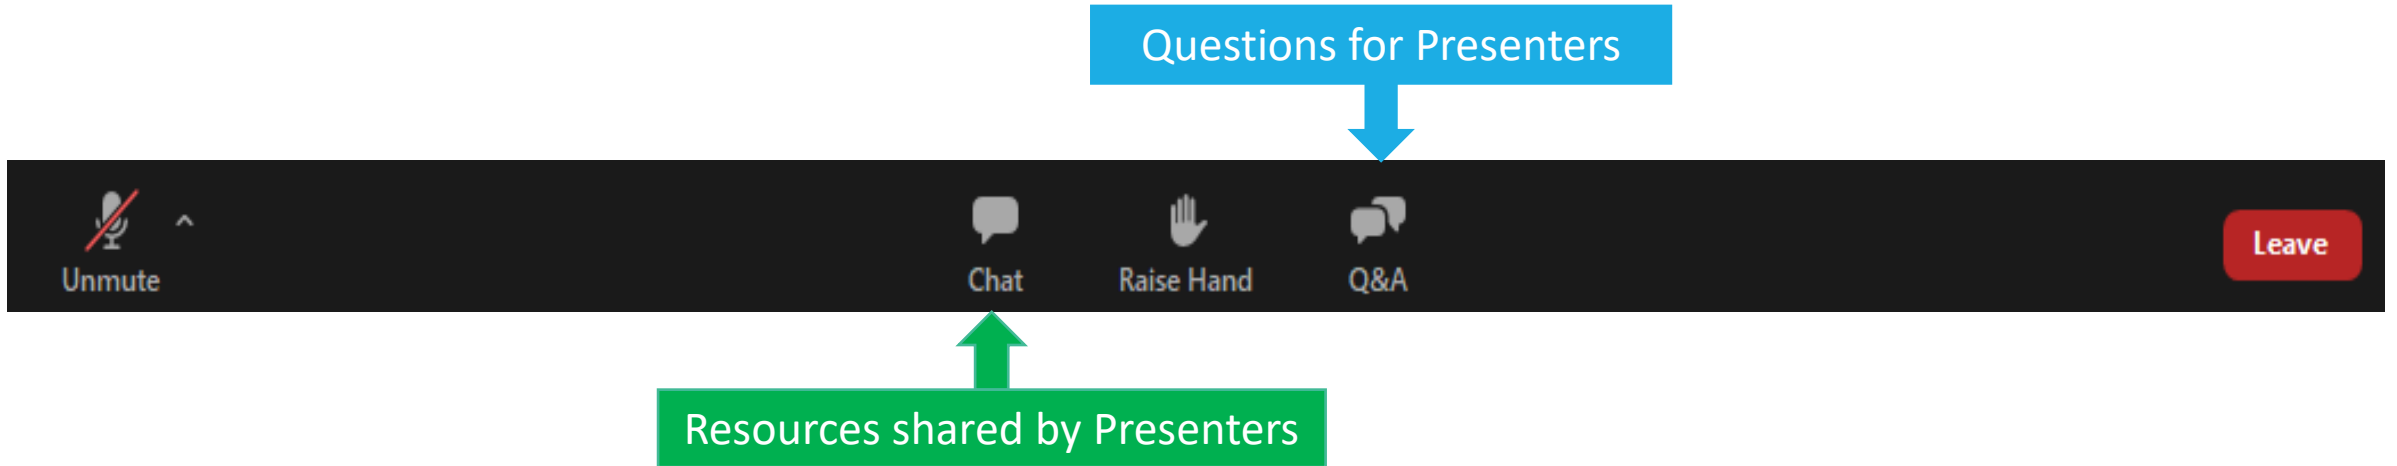 Questions for Presenters
Unmute
Chat
Raise Hand
Q&A
Leave
Resources shared by Presenters